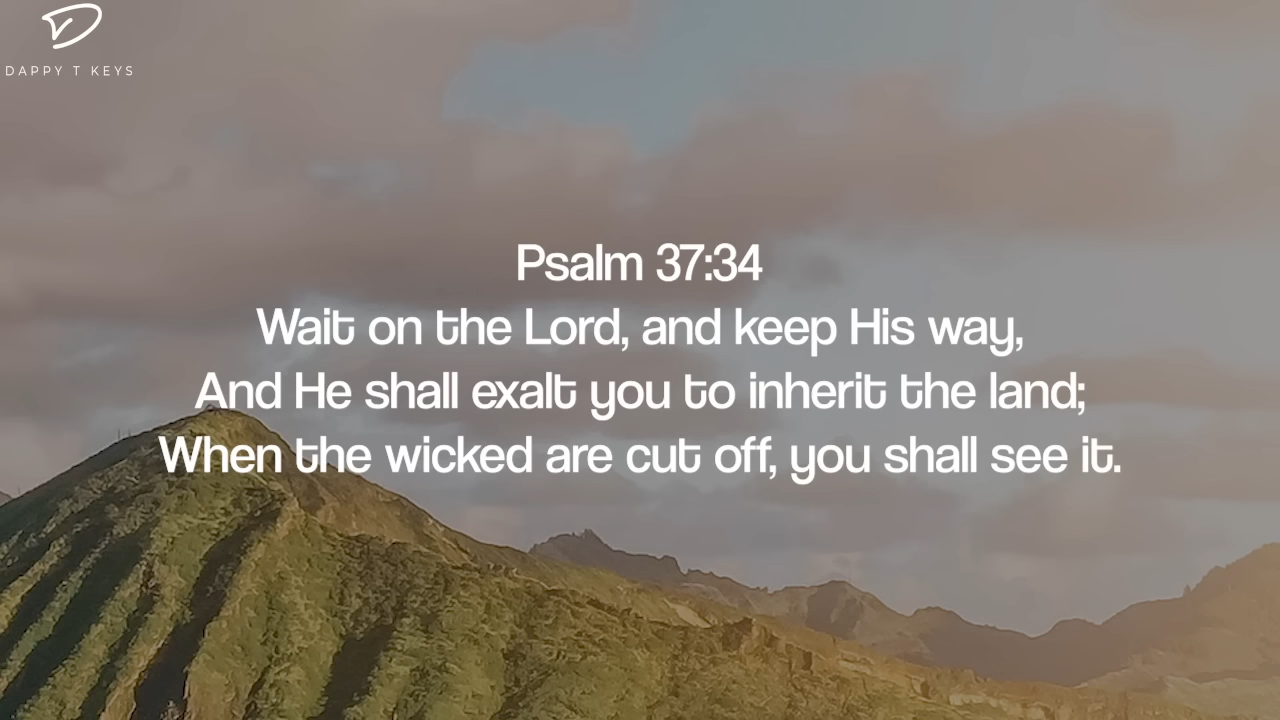 DAPPY T KEYS
Psalm 37:34
Wait on the Lord, and keep His way,
And He shall exalt you to inherit the land;
When the wicked are cut off, you shall see it.